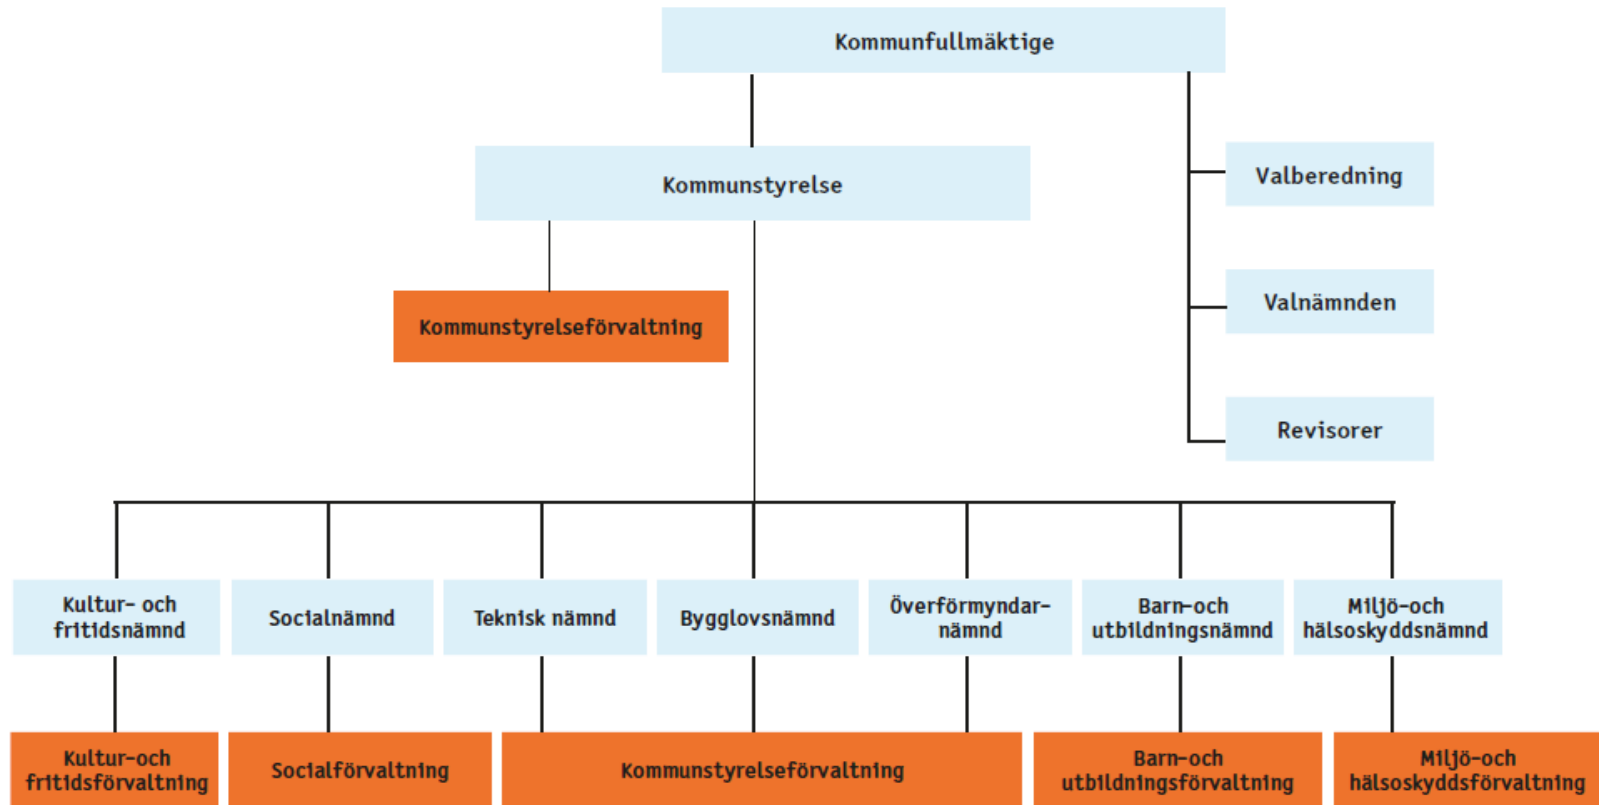 Kommunfullmäktige
Kommunstyrelse
Valberedning
Kommunstyrelseförvaltning
Valnämnden
Revisorer
Kultur- och
fritidsnämnd
Socialnämnd
Teknisk nämnd
Bygglovsnämnd
Överförmyndar-
nämnd
Barn-och
utbildningsnämnd
Miljö-och
hälsoskyddsnämnd
Kultur-och
fritidsförvaltning
Socialförvaltning
Kommunstyrelseförvaltning
Barn-och
utbildningsförvaltning
Miljö-och
hälsoskyddsförvaltning